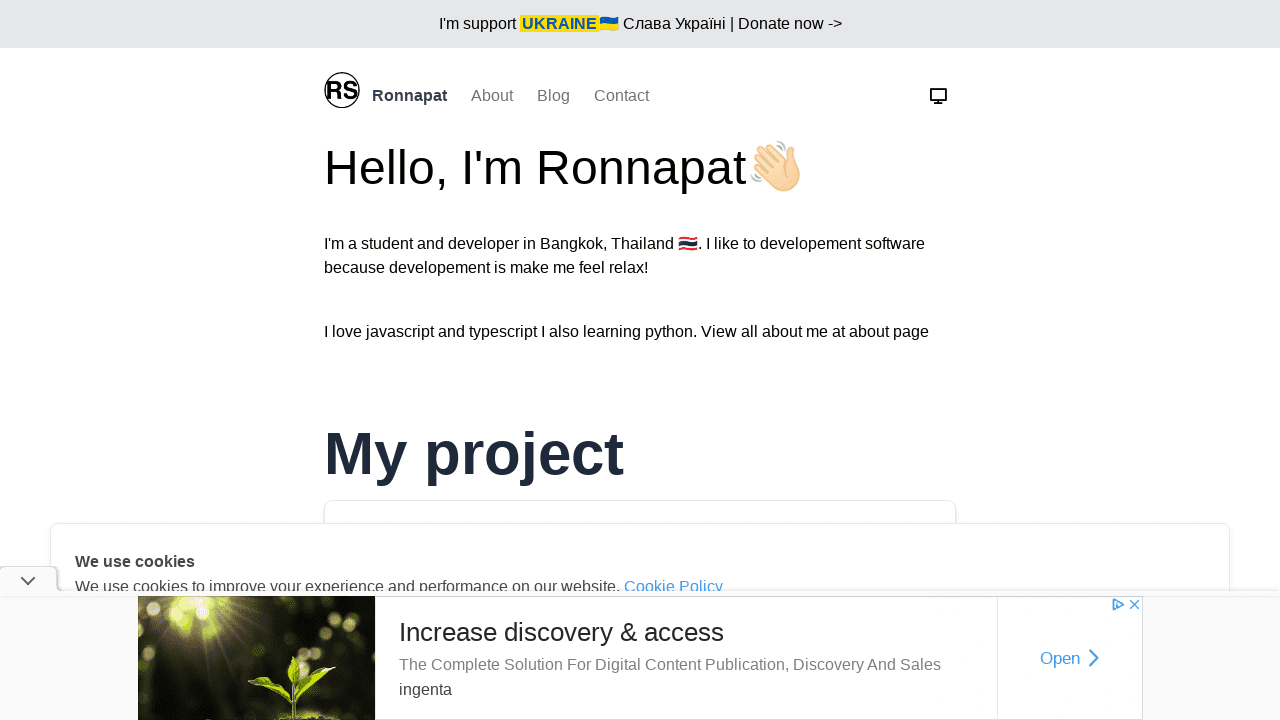 I'm support UKRAINE🇺🇦 Слава Україні | Donate now ->
RS Ronnapat About Blog Contact
Hello, I'm Ronnapat👋🏻
I'm a student and developer in Bangkok, Thailand 🇹🇭. I like to developement software
because developement is make me feel relax!
I love javascript and typescript I also learning python. View all about me at about page
My project
We use cookies
We use cookies to improve your experience and performance on our website. Cookie Policy
Increase discovery & access
The Complete Solution For Digital Content Publication, Discovery And Sales
ingenta
Open